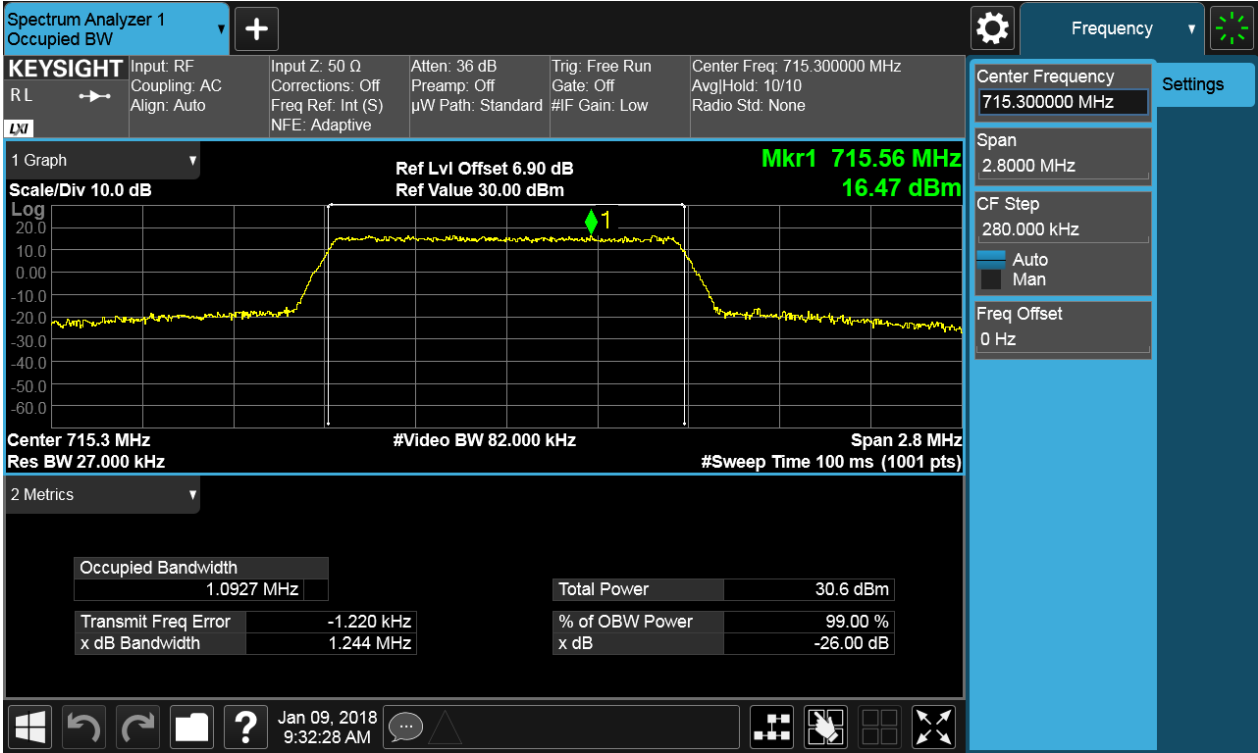 Spectrum Analyzer 1
Occupied BW
Frequency
KEYSIGHT
RL
LXI
Input: RF
Coupling: AC
Align: Auto
Input Z: 50 Ω
Corrections: Off
Freq Ref: Int (S)
NFE: Adaptive
Atten: 36 dB
Preamp: Off
µW Path: Standard
Trig: Free Run
Gate: Off
#IF Gain: Low
Center Freq: 715.300000 MHz
Avg|Hold: 10/10
Radio Std: None
Center Frequency
715.300000 MHz
Settings
Span
2.8000 MHz
CF Step
280.000 kHz
Auto
Man
Freq Offset
0 Hz
1 Graph
Scale/Div 10.0 dB
Ref Lvl Offset 6.90 dB
Ref Value 30.00 dBm
Mkr1 715.56 MHz
16.47 dBm
Log
20.0
10.0
0.00
-10.0
-20.0
-30.0
-40.0
-50.0
-60.0
1
Center 715.3 MHz
#Video BW 82.000 kHz
Span 2.8 MHz
Res BW 27.000 kHz
#Sweep Time 100 ms (1001 pts)
2 Metrics
Occupied Bandwidth
1.0927 MHz
Total Power 30.6 dBm
Transmit Freq Error -1.220 kHz
% of OBW Power 99.00 %
x dB Bandwidth 1.244 MHz
x dB -26.00 dB
?
Jan 09, 2018
9:32:28 AM